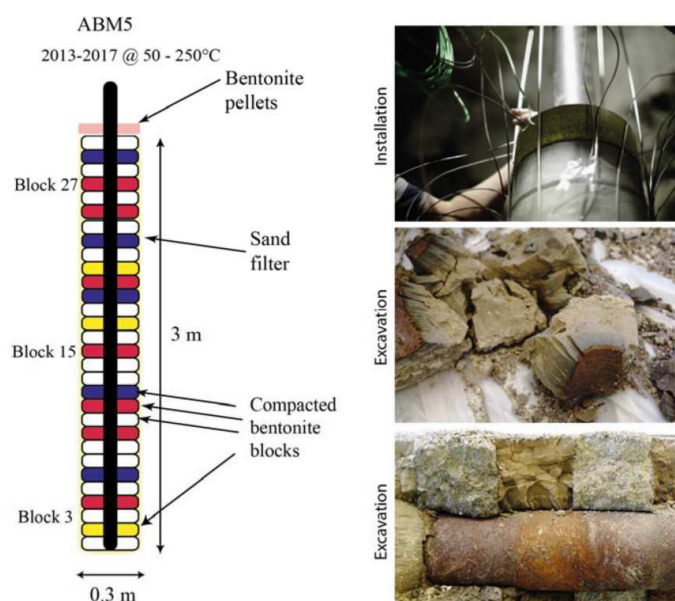 ABM5
2013-2017 @ 50 - 250°C
Bentonite
pellets
Block 27
Sand
filter
3 m
Block 15
Compacted
bentonite
blocks
Block 3
0.3 m
Installation
Excavation
Excavation